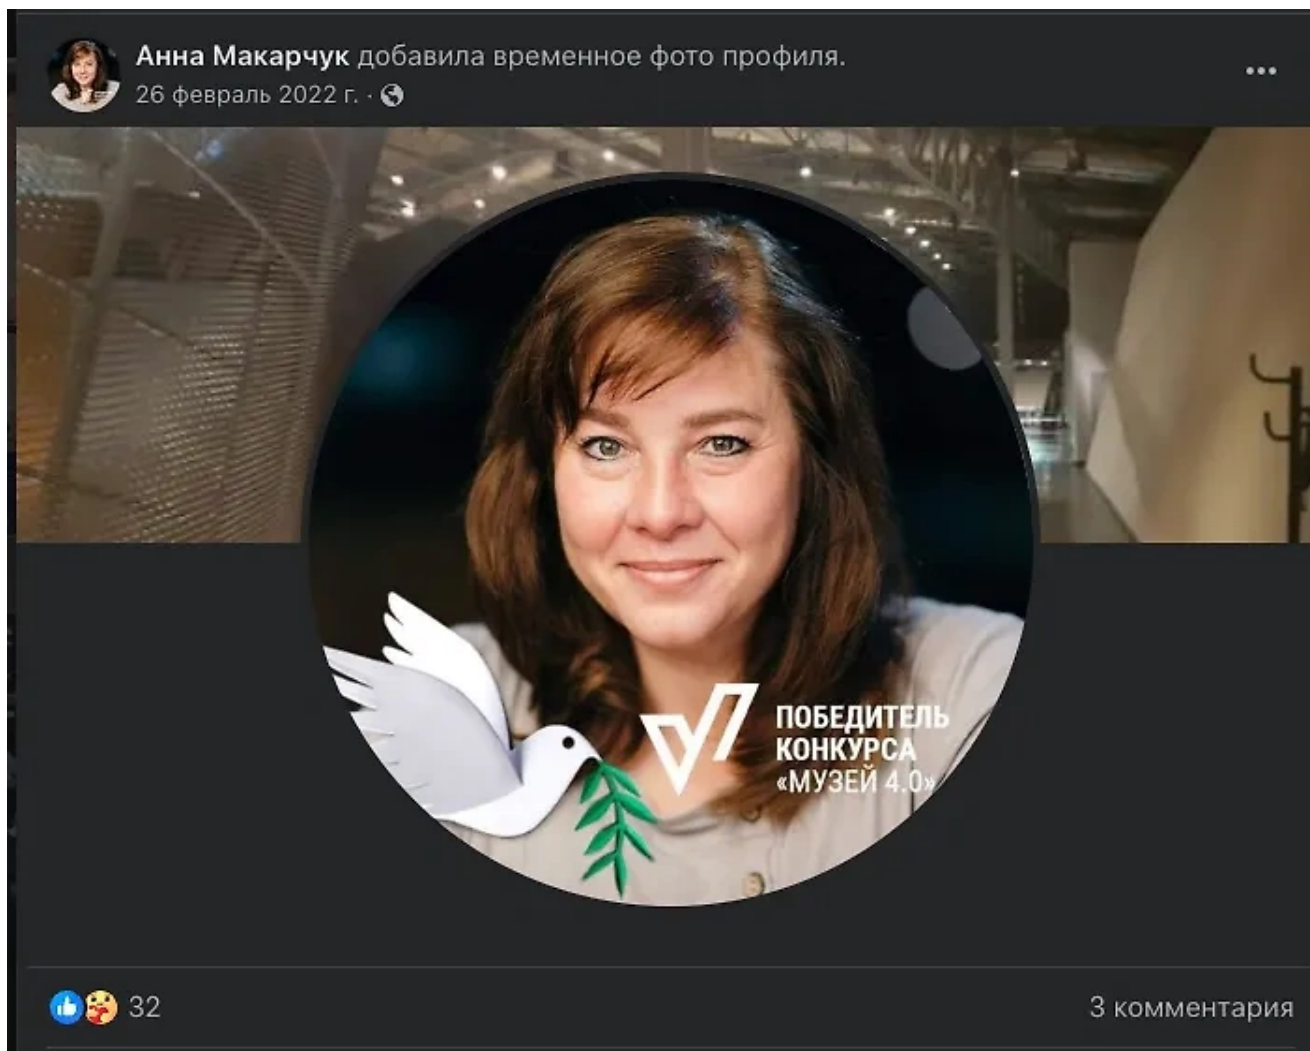 Анна Макарчук добавила временное фото профиля.
26 февраль 2022 г. ·
ПОБЕДИТЕЛЬ
КОНКУРСА
«МУЗЕЙ 4.0»
32
3 комментария